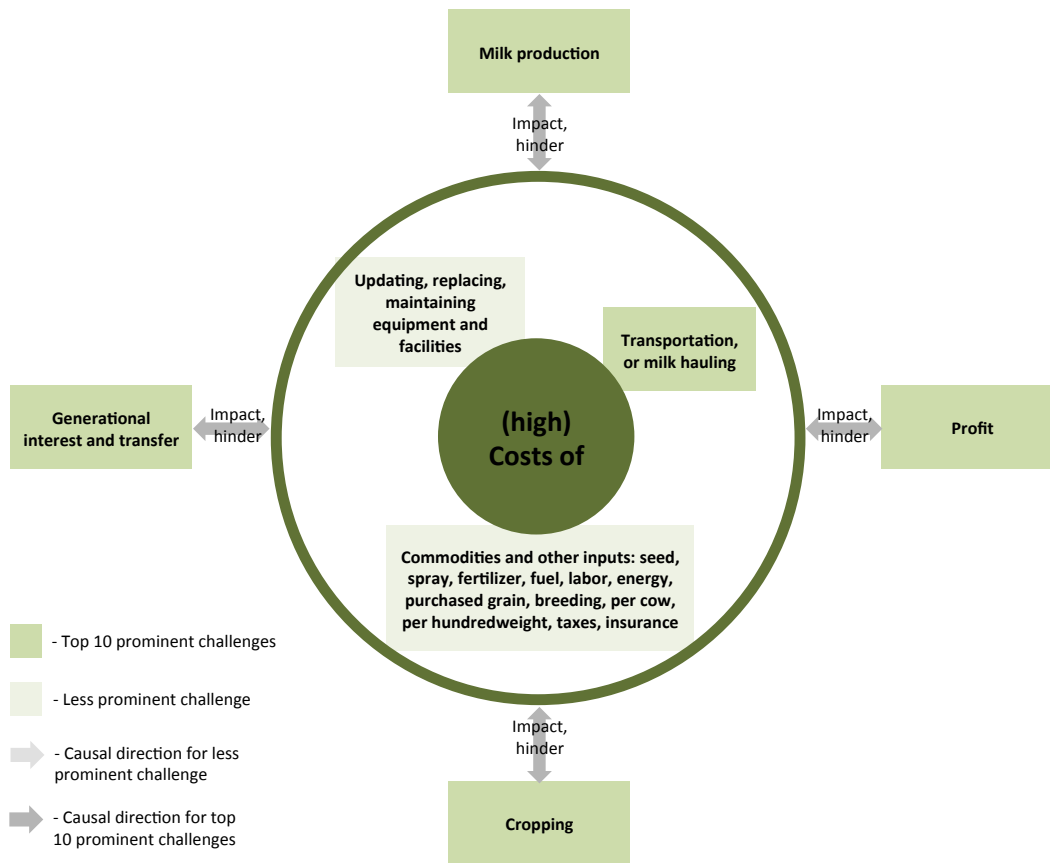 Milk production
Impact,
hinder
Updating, replacing,
maintaining
equipment and
facilities
Transportation,
or milk hauling
Generational
interest and transfer
Impact,
hinder
(high)
Costs of
Impact,
hinder
Profit
Commodities and other inputs: seed,
spray, fertilizer, fuel, labor, energy,
purchased grain, breeding, per cow,
per hundredweight, taxes, insurance
- Top 10 prominent challenges
- Less prominent challenge
- Causal direction for less
prominent challenge
- Causal direction for top
10 prominent challenges
Impact,
hinder
Cropping